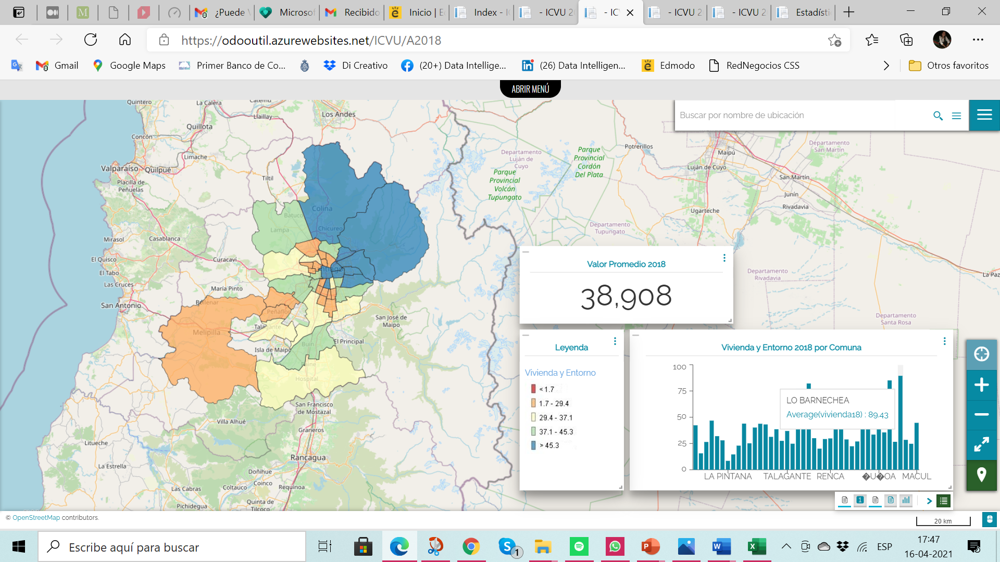 ¿Puede
Microsof
Recibido
Inicio | E
Index - I
- ICVU 2
- IC
- ICVU 2
- ICVU 2
Estadísti
https://odooutil.azurewebsites.net/ICVU/A2018
Gmail
Google Maps
Primer Banco de Co...
Di Creativo
(20+) Data Intellige...
(26) Data Intelligen...
Edmodo
RedNegocios CSS
Otros favoritos
ABRIR MENÚ
Buscar por nombre de ubicación
Quintero
La Calera
Catemu
Llaillay
Los Andes
Quillota
Concón
Limache
Valparaíso
Quilpué
Placilla de
Peñuelas
Tiltil
Colina
Batuco
Lampa
Chicureo
Mirasol
Casablanca
El Quisco
Curacaví
El Tabo
Las Cruces
María Pinto
San Antonio
Bollenar
Santiago
Peñaflor
Melipilla
Talagante
Isla de Maipo
Buin
El Principal
San José de
Maipo
Paine
Hospital
San Francisco
de Mostazal
Villa Alhué
Graneros
Litueche
Rancagua
La Estrella
Doñihue
Coinco
Coltauco
Requinoa
Las Cabras
Pichidegua
Quinta de
Tilcoco
Departamento
Luján de
Cuyo
Parque
Provincial
Cordón
Del Plata
Parque
Provincial
Volcán
Tupungato
Potrerillos
Maipú
Luján de Cuyo
Departamento
San Martín
San Martín
Junín
Rivadavia
Ugarteche
Departamento
Tupungato
Departamento
Rivadavia
La Paz
Departamento
Santa Rosa
Valor Promedio 2018
38,908
Leyenda
Vivienda y Entorno
< 1.7
1.7 - 29.4
29.4 - 37.1
37.1 - 45.3
> 45.3
Vivienda y Entorno 2018 por Comuna
100
75
50
25
0
LO BARNECHEA
Average(vivienda18) : 89.43
LA PINTANA
TALAGANTE
RENCA
�U�OA
MACUL
1
© OpenStreetMap contributors.
20 km
Escribe aquí para buscar
1
ESP
17:47
16-04-2021